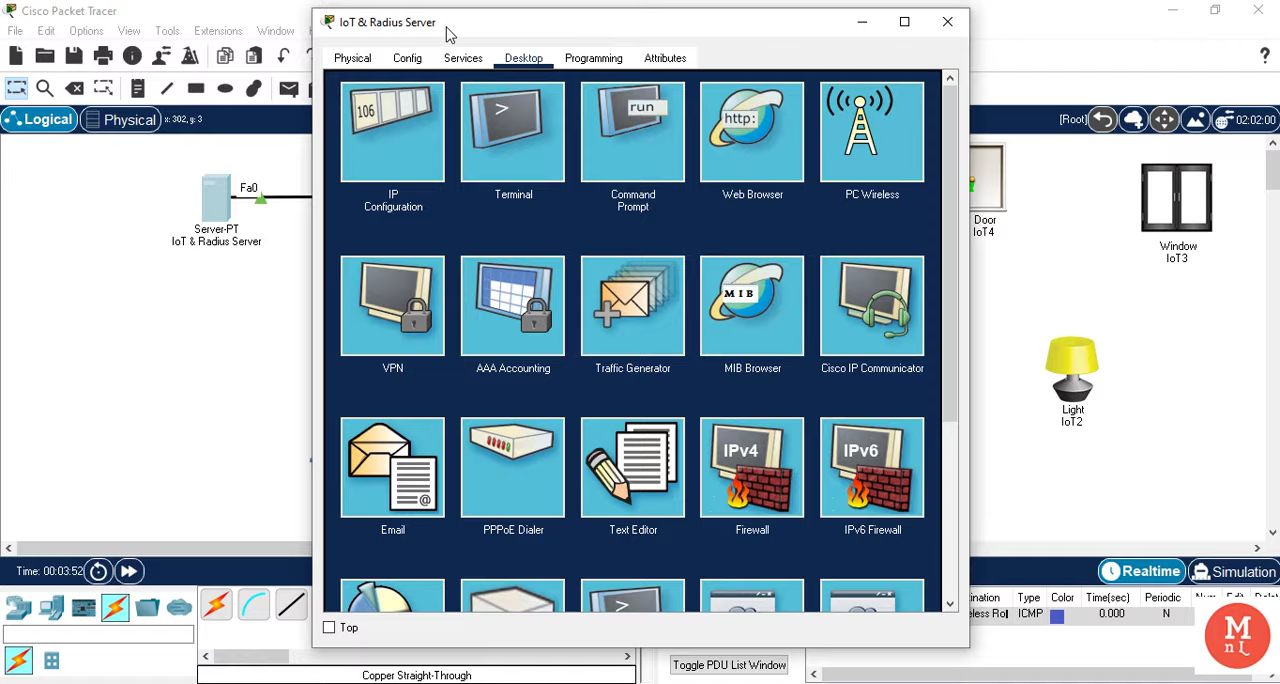 Cisco Packet Tracer
File Edit Options View Tools Extensions Window
IoT & Radius Server
Physical Config Services Desktop Programming Attributes
?
Logical Physical x: 302, y: 3
[Root] 02:02:00
106
>
run
http:
IP
Configuration
Terminal
Command
Prompt
Web Browser
PC Wireless
Fa0
Server-PT
IoT & Radius Server
Door
IoT4
Window
IoT3
MIB
VPN
AAA Accounting
Traffic Generator
MIB Browser
Cisco IP Communicator
Light
IoT2
@
IPv4
IPv6
Email
PPPoE Dialer
Text Editor
Firewall
IPv6 Firewall
>
Time: 00:03:52
Realtime Simulation
Type Color Time(sec) Periodic
ICMP 0.000 N
Top
Toggle PDU List Window
Copper Straight-Through
M
nL